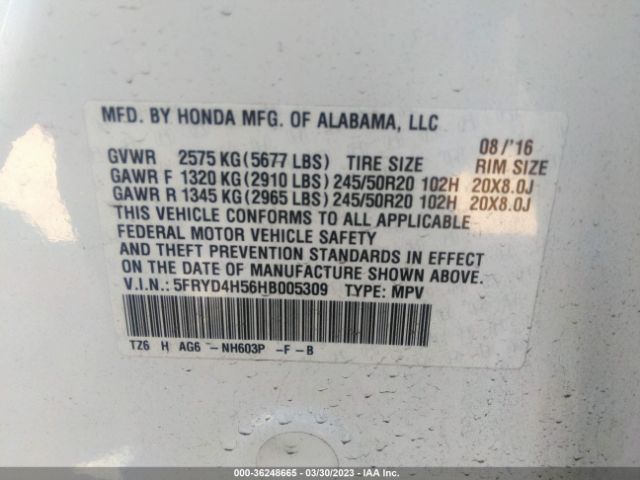 MFD. BY HONDA MFG. OF ALABAMA, LLC
08/'16
GVWR 2575 KG (5677 LBS) TIRE SIZE RIM SIZE
GAWR F 1320 KG (2910 LBS) 245/50R20 102H 20X8.0J
GAWR R 1345 KG (2965 LBS) 245/50R20 102H 20X8.0J
THIS VEHICLE CONFORMS TO ALL APPLICABLE
FEDERAL MOTOR VEHICLE SAFETY
AND THEFT PREVENTION STANDARDS IN EFFECT
ON THE DATE OF MANUFACTURE SHOWN ABOVE.
V.I.N.: 5FRYD4H56HB005309 TYPE: MPV
TZ6 H AG6 -NH603P -F -B
000-36248665 - 03/30/2023 - IAA Inc.